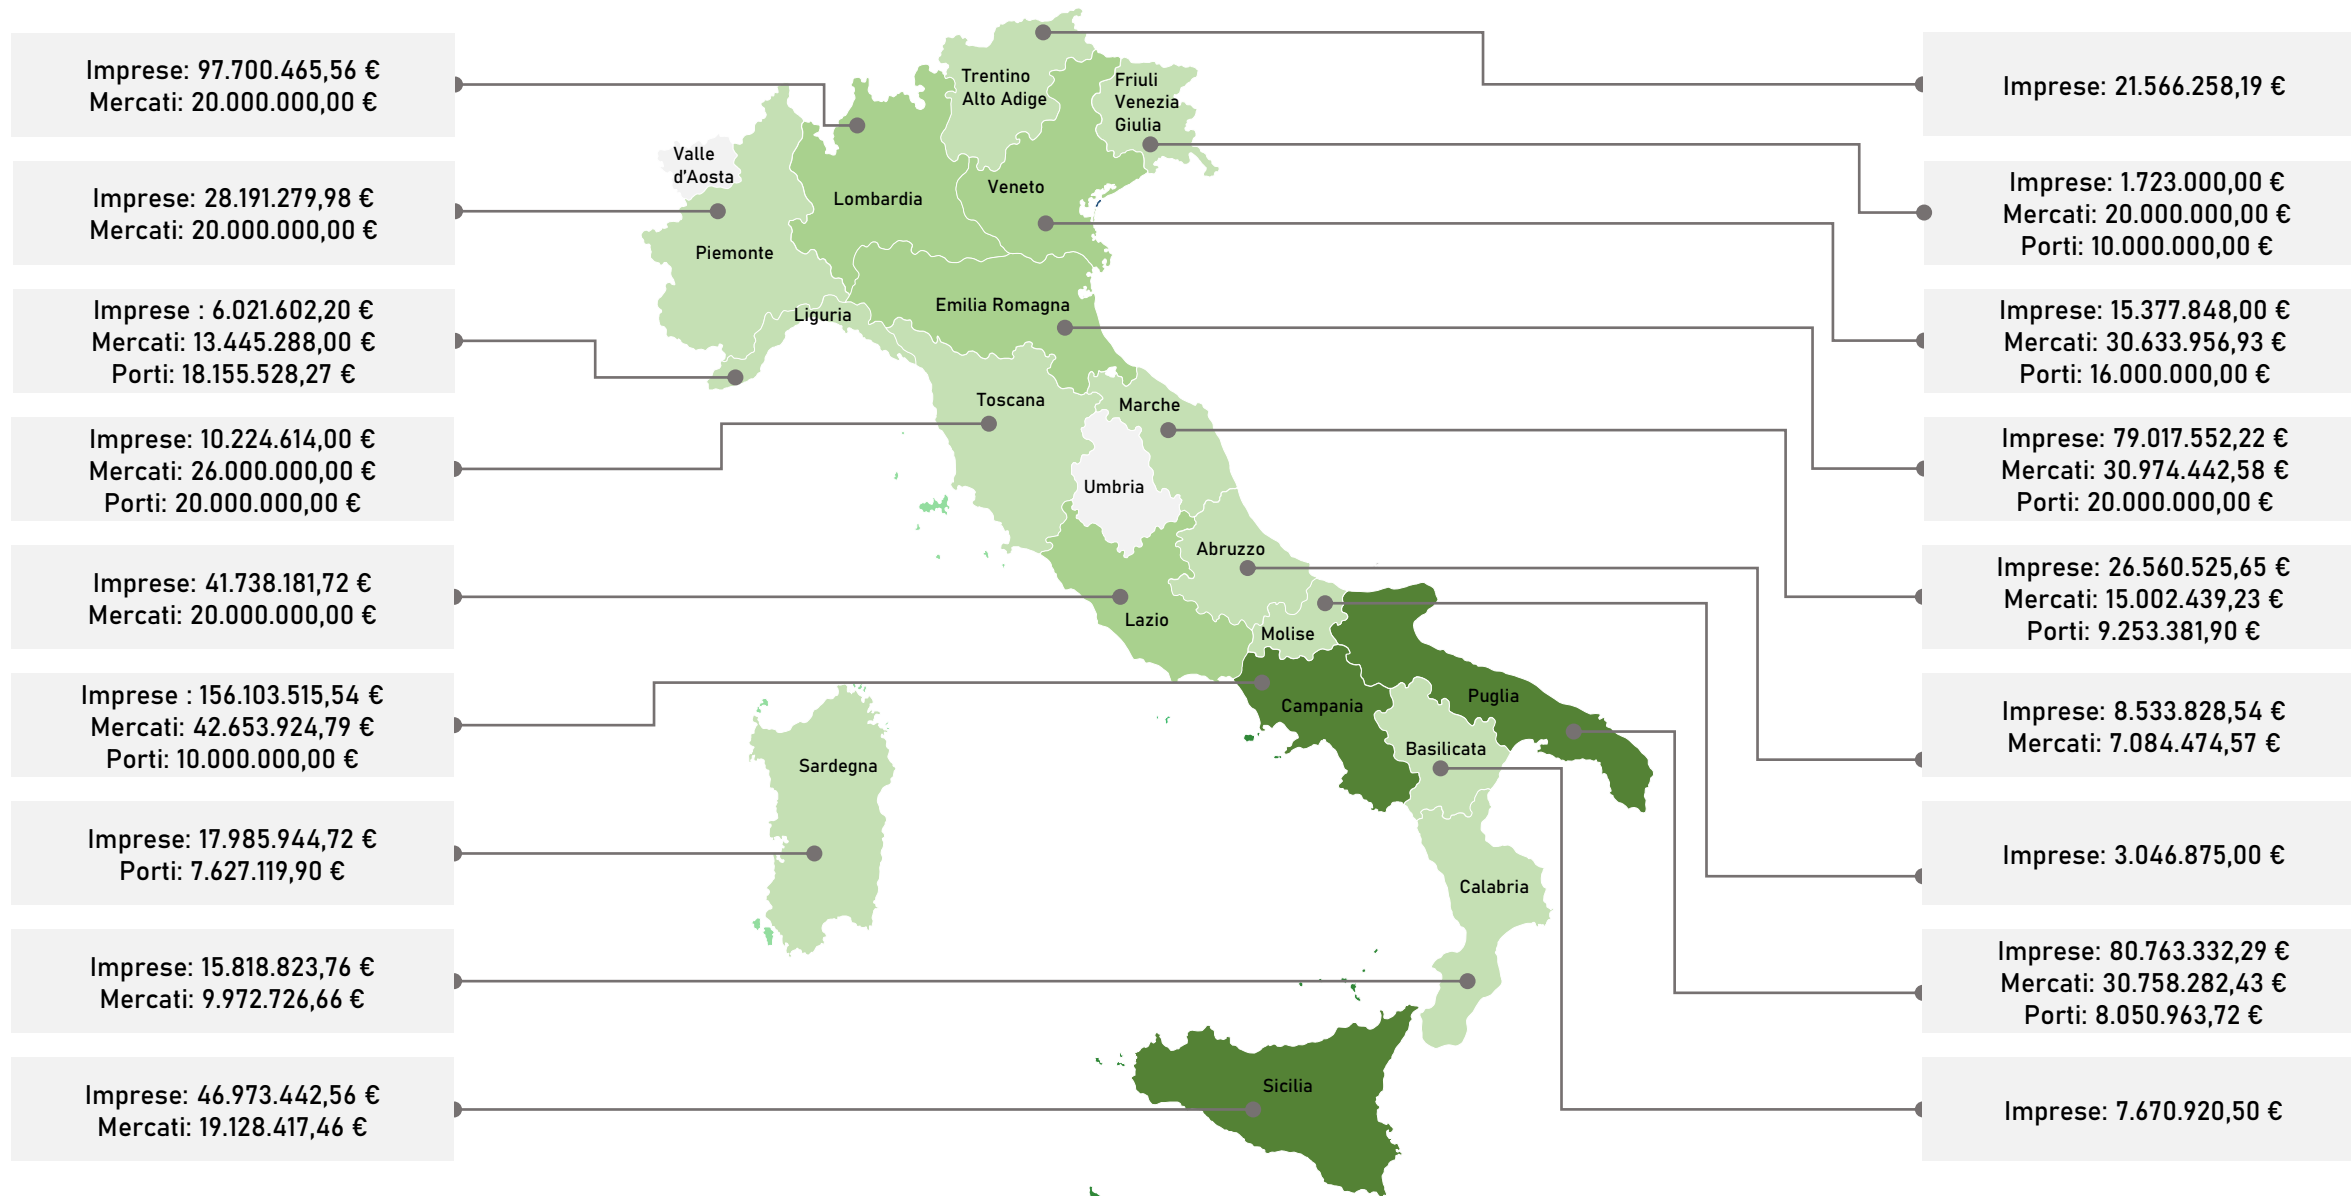 Imprese: 97.700.465,56 €
Mercati: 20.000.000,00 €
Imprese: 28.191.279,98 €
Mercati: 20.000.000,00 €
Imprese : 6.021.602,20 €
Mercati: 13.445.288,00 €
Porti: 18.155.528,27 €
Imprese: 10.224.614,00 €
Mercati: 26.000.000,00 €
Porti: 20.000.000,00 €
Imprese: 41.738.181,72 €
Mercati: 20.000.000,00 €
Imprese : 156.103.515,54 €
Mercati: 42.653.924,79 €
Porti: 10.000.000,00 €
Imprese: 17.985.944,72 €
Porti: 7.627.119,90 €
Imprese: 15.818.823,76 €
Mercati: 9.972.726,66 €
Imprese: 46.973.442,56 €
Mercati: 19.128.417,46 €
Trentino
Alto Adige
Friuli
Venezia
Giulia
Valle
d'Aosta
Lombardia
Veneto
Piemonte
Emilia Romagna
Liguria
Toscana
Marche
Umbria
Abruzzo
Lazio
Molise
Campania
Puglia
Basilicata
Sardegna
Calabria
Sicilia
Imprese: 21.566.258,19 €
Imprese: 1.723.000,00 €
Mercati: 20.000.000,00 €
Porti: 10.000.000,00 €
Imprese: 15.377.848,00 €
Mercati: 30.633.956,93 €
Porti: 16.000.000,00 €
Imprese: 79.017.552,22 €
Mercati: 30.974.442,58 €
Porti: 20.000.000,00 €
Imprese: 26.560.525,65 €
Mercati: 15.002.439,23 €
Porti: 9.253.381,90 €
Imprese: 8.533.828,54 €
Mercati: 7.084.474,57 €
Imprese: 3.046.875,00 €
Imprese: 80.763.332,29 €
Mercati: 30.758.282,43 €
Porti: 8.050.963,72 €
Imprese: 7.670.920,50 €